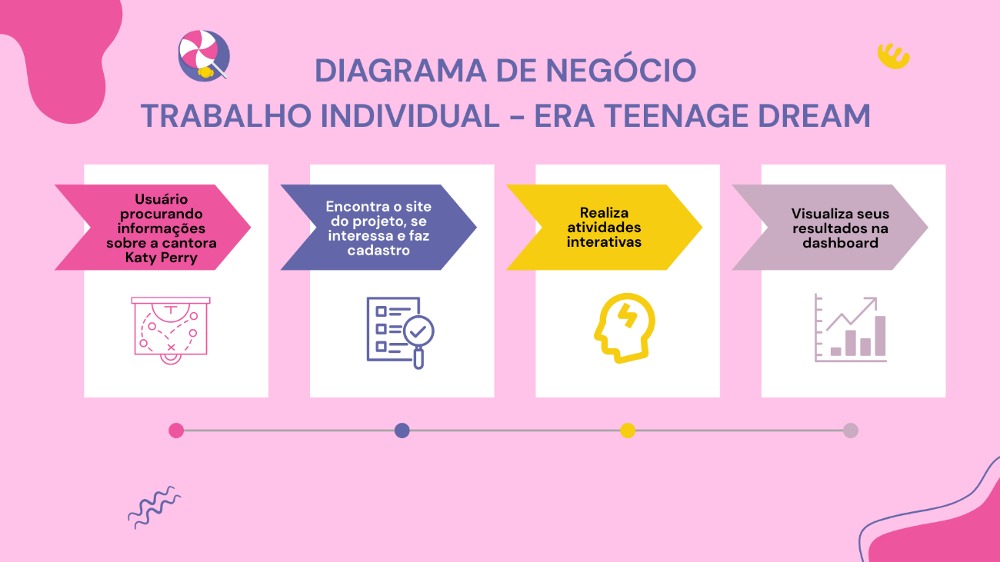 DIAGRAMA DE NEGÓCIO
TRABALHO INDIVIDUAL - ERA TEENAGE DREAM
Usuário
procurando
informações
sobre a cantora
Katy Perry
Encontra o site
do projeto, se
interessa e faz
cadastro
Realiza
atividades
interativas
Visualiza seus
resultados na
dashboard